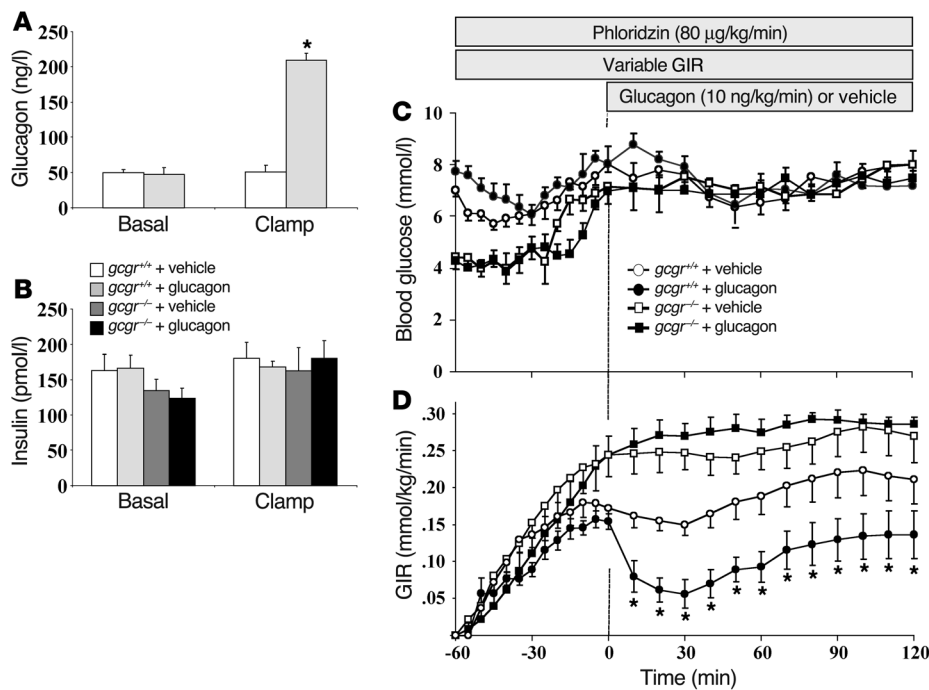 A
Glucagon (ng/l)
250
200
150
100
50
0
*
Basal
Clamp
B
gcgr+/+ + vehicle
gcgr+/+ + glucagon
gcgr−/− + vehicle
gcgr−/− + glucagon
Insulin (pmol/l)
250
200
150
100
50
0
Basal
Clamp
Phloridzin (80 μg/kg/min)
Variable GIR
Glucagon (10 ng/kg/min) or vehicle
C
Blood glucose (mmol/l)
10
8
6
4
2
0
gcgr+/+ + vehicle
gcgr+/+ + glucagon
gcgr−/− + vehicle
gcgr−/− + glucagon
D
GIR (mmol/kg/min)
.30
.25
.20
.15
.10
.05
* * * * * * * * * * * *
-60 -30 0 30 60 90 120
Time (min)